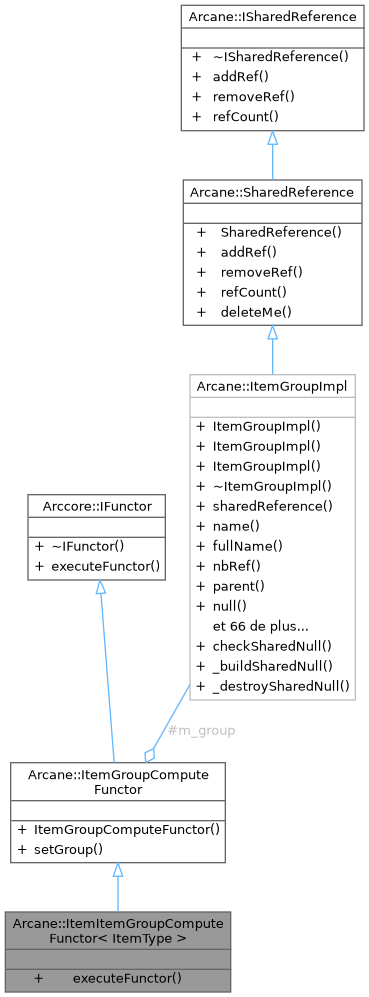 Arcane::ISharedReference
+ ~ISharedReference()
+ addRef()
+ removeRef()
+ refCount()
Arcane::SharedReference
+ SharedReference()
+ addRef()
+ removeRef()
+ refCount()
+ deleteMe()
Arcane::ItemGroupImpl
+ ItemGroupImpl()
+ ItemGroupImpl()
+ ItemGroupImpl()
+ ~ItemGroupImpl()
+ sharedReference()
+ name()
+ fullName()
+ nbRef()
+ parent()
+ null()
et 66 de plus...
+ checkSharedNull()
+ _buildSharedNull()
+ _destroySharedNull()
Arccore::IFunctor
+ ~IFunctor()
+ executeFunctor()
#m_group
Arcane::ItemGroupCompute
Functor
+ ItemGroupComputeFunctor()
+ setGroup()
Arcane::ItemItemGroupCompute
Functor< ItemType >
+ executeFunctor()